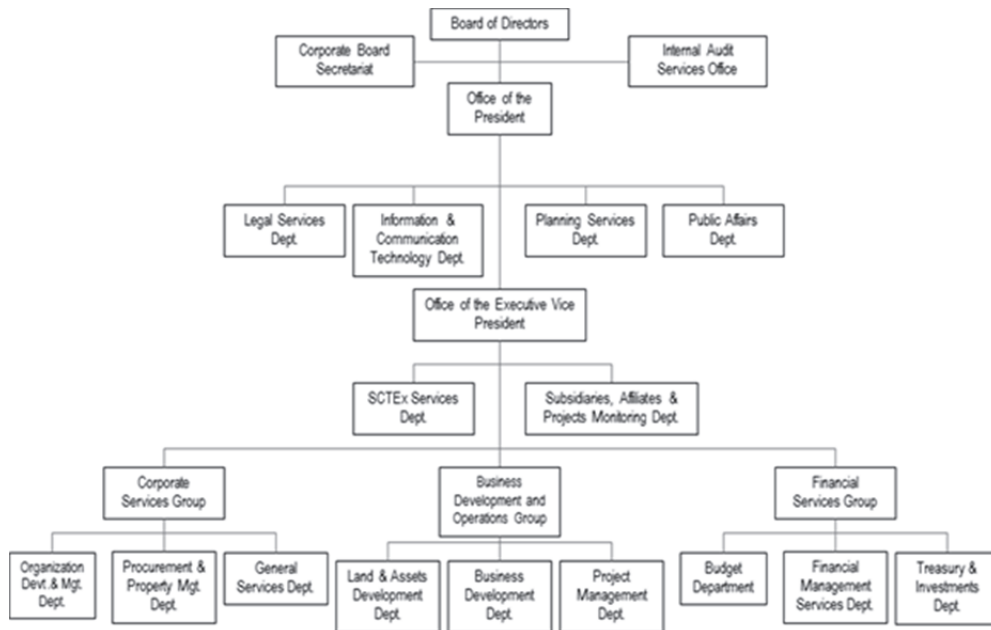 Board of Directors
Corporate Board
Secretariat
Internal Audit
Services Office
Office of the
President
Legal Services
Dept.
Information &
Communication
Technology Dept.
Planning Services
Dept.
Public Affairs
Dept.
Office of the Executive Vice
President
SCTEx Services
Dept.
Subsidiaries, Affiliates &
Projects Monitoring Dept.
Corporate
Services Group
Business
Development and
Operations Group
Financial
Services Group
Organization
Devt. & Mgt.
Dept.
Procurement &
Property Mgt.
Dept.
General
Services Dept.
Land & Assets
Development
Dept.
Business
Development
Dept.
Project
Management
Dept.
Budget
Department
Financial
Management
Services Dept.
Treasury &
Investments
Dept.